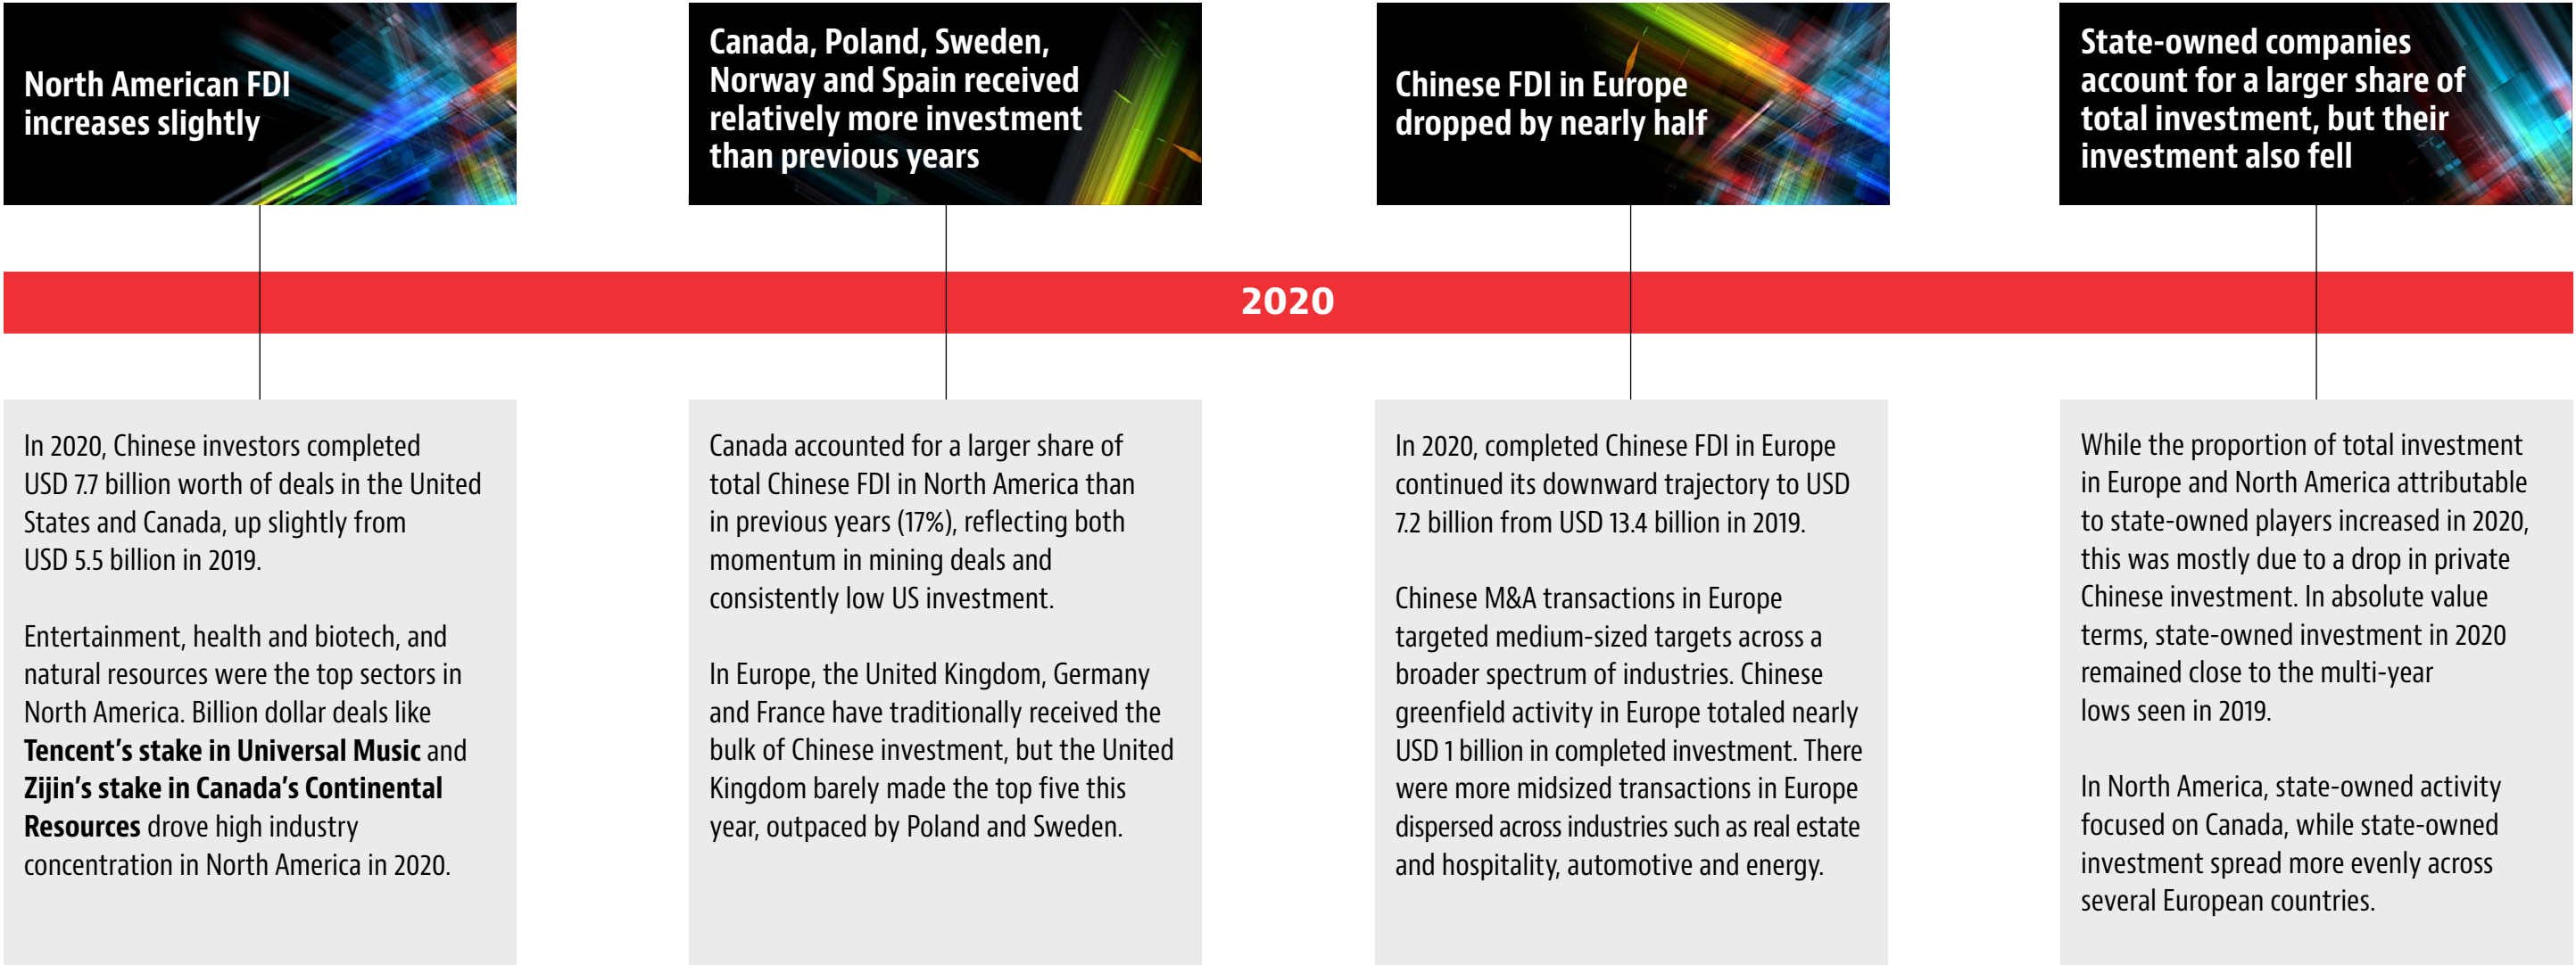 North American FDI
increases slightly
Canada, Poland, Sweden,
Norway and Spain received
relatively more investment
than previous years
Chinese FDI in Europe
dropped by nearly half
State-owned companies
account for a larger share of
total investment, but their
investment also fell
2020
In 2020, Chinese investors completed
USD 7.7 billion worth of deals in the United
States and Canada, up slightly from
USD 5.5 billion in 2019.
Entertainment, health and biotech, and
natural resources were the top sectors in
North America. Billion dollar deals like
Tencent's stake in Universal Music and
Zijin's stake in Canada's Continental
Resources drove high industry
concentration in North America in 2020.
Canada accounted for a larger share of
total Chinese FDI in North America than
in previous years (17%), reflecting both
momentum in mining deals and
consistently low US investment.
In Europe, the United Kingdom, Germany
and France have traditionally received the
bulk of Chinese investment, but the United
Kingdom barely made the top five this
year, outpaced by Poland and Sweden.
In 2020, completed Chinese FDI in Europe
continued its downward trajectory to USD
7.2 billion from USD 13.4 billion in 2019.
Chinese M&A transactions in Europe
targeted medium-sized targets across a
broader spectrum of industries. Chinese
greenfield activity in Europe totaled nearly
USD 1 billion in completed investment. There
were more midsized transactions in Europe
dispersed across industries such as real estate
and hospitality, automotive and energy.
While the proportion of total investment
in Europe and North America attributable
to state-owned players increased in 2020,
this was mostly due to a drop in private
Chinese investment. In absolute value
terms, state-owned investment in 2020
remained close to the multi-year
lows seen in 2019.
In North America, state-owned activity
focused on Canada, while state-owned
investment spread more evenly across
several European countries.